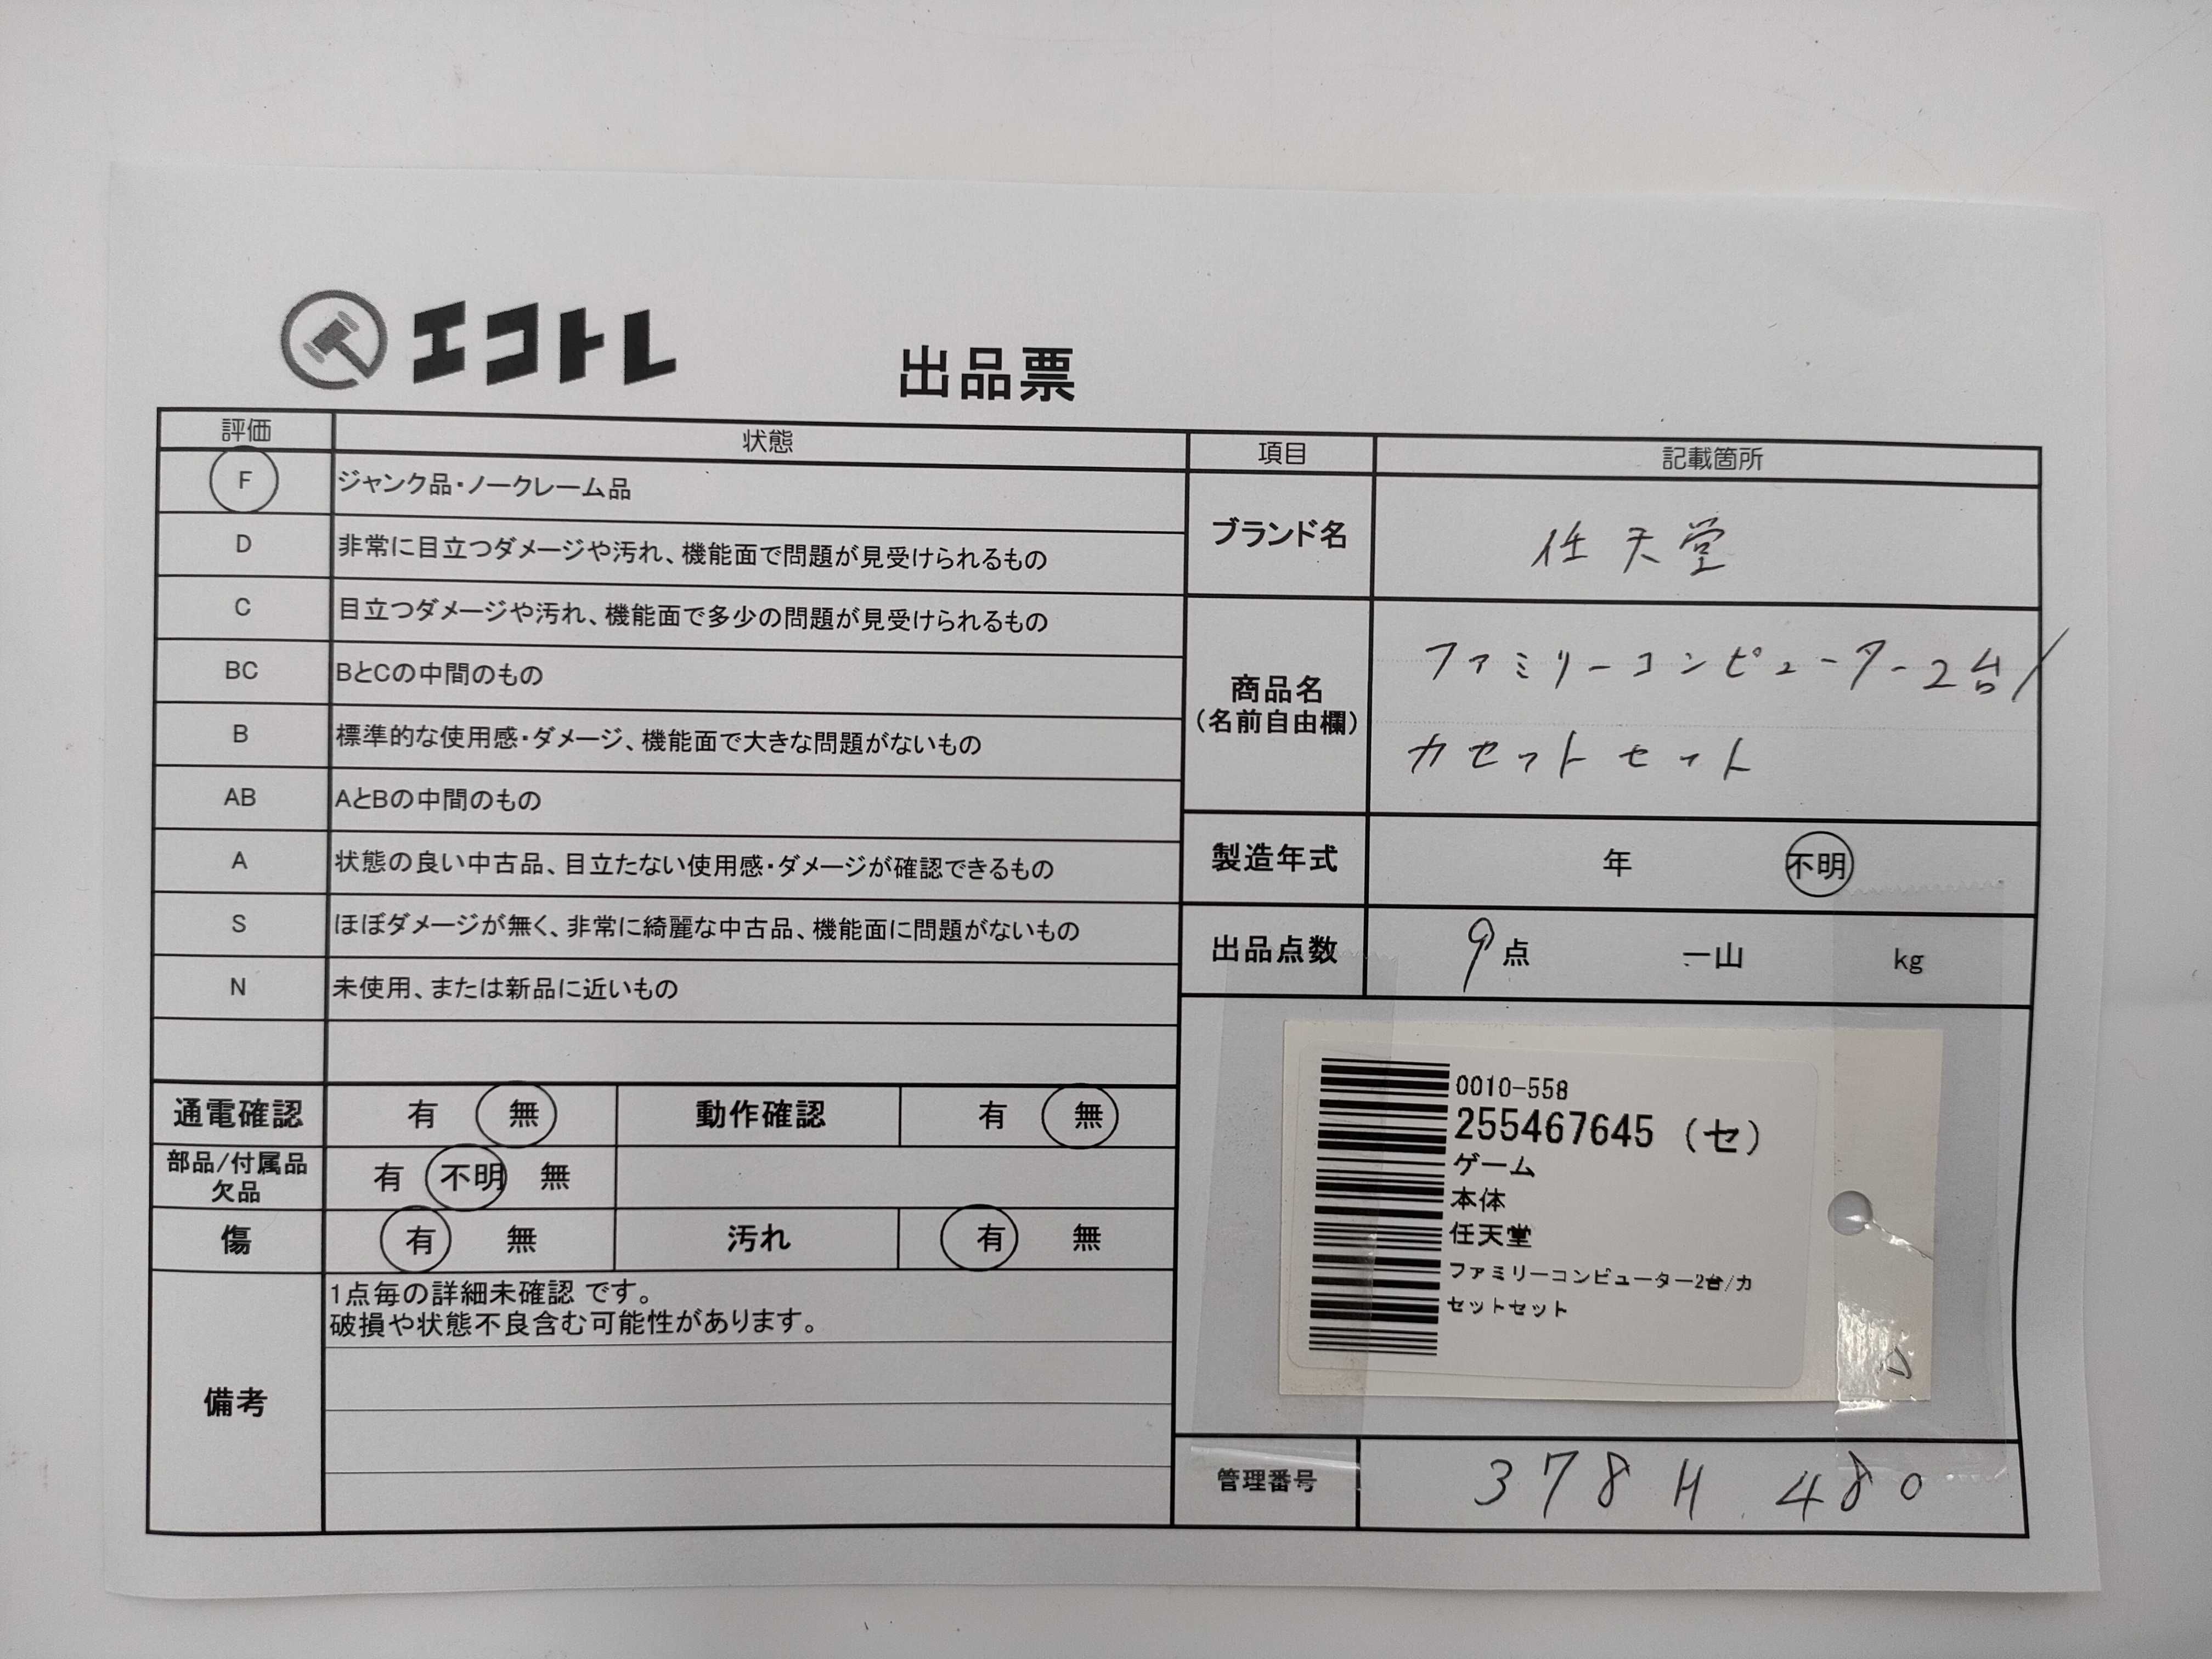 エコトレ
出品票
評価 状態
F ジャンク品・ノークレーム品
D 非常に目立つダメージや汚れ、機能面で問題が見受けられるもの
C 目立つダメージや汚れ、機能面で多少の問題が見受けられるもの
BC BとCの中間のもの
B 標準的な使用感・ダメージ、機能面で大きな問題がないもの
AB AとBの中間のもの
A 状態の良い中古品、目立たない使用感・ダメージが確認できるもの
S ほぼダメージが無く、非常に綺麗な中古品、機能面に問題がないもの
N 未使用、または新品に近いもの
通電確認 有 無 動作確認 有 無
部品/付属品
欠品 有 不明 無
傷 有 無 汚れ 有 無
備考
1点毎の詳細未確認 です。
破損や状態不良含む可能性があります。
項目 記載箇所
ブランド名 任天堂
商品名
(名前自由欄)
ファミリーコンピューター2台/
カセットセット
製造年式 年 不明
出品点数 9点 一山 kg
0010-558
255467645 (セ)
ゲーム
本体
任天堂
ファミリーコンピューター2台/カ
セットセット
管理番号 378H 480